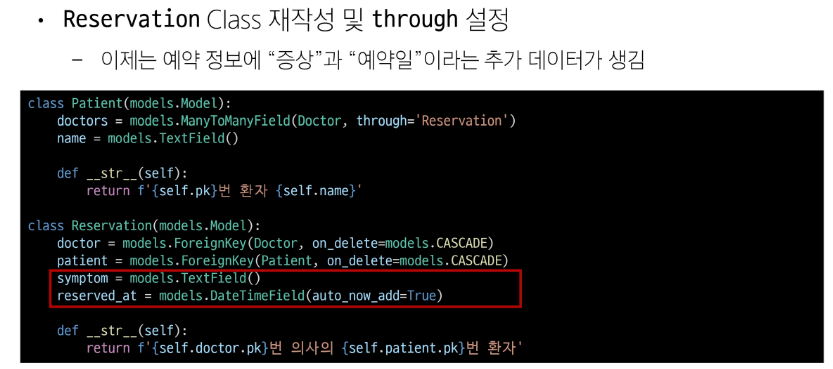 • Reservation Class 재작성 및 through 설정
– 이제는 예약 정보에 “증상”과 “예약일”이라는 추가 데이터가 생김
class Patient(models.Model):
    doctors = models.ManyToManyField(Doctor, through='Reservation')
    name = models.TextField()

    def __str__(self):
        return f'{self.pk}번 환자 {self.name}'

class Reservation(models.Model):
    doctor = models.ForeignKey(Doctor, on_delete=models.CASCADE)
    patient = models.ForeignKey(Patient, on_delete=models.CASCADE)
    symptom = models.TextField()
    reserved_at = models.DateTimeField(auto_now_add=True)

    def __str__(self):
        return f'{self.doctor.pk}번 의사의 {self.patient.pk}번 환자'